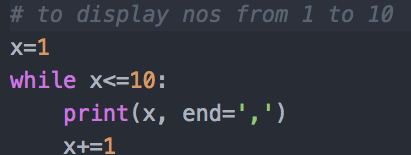 # to display nos from 1 to 10
x=1
while x<=10:
    print(x, end=',')
    x+=1